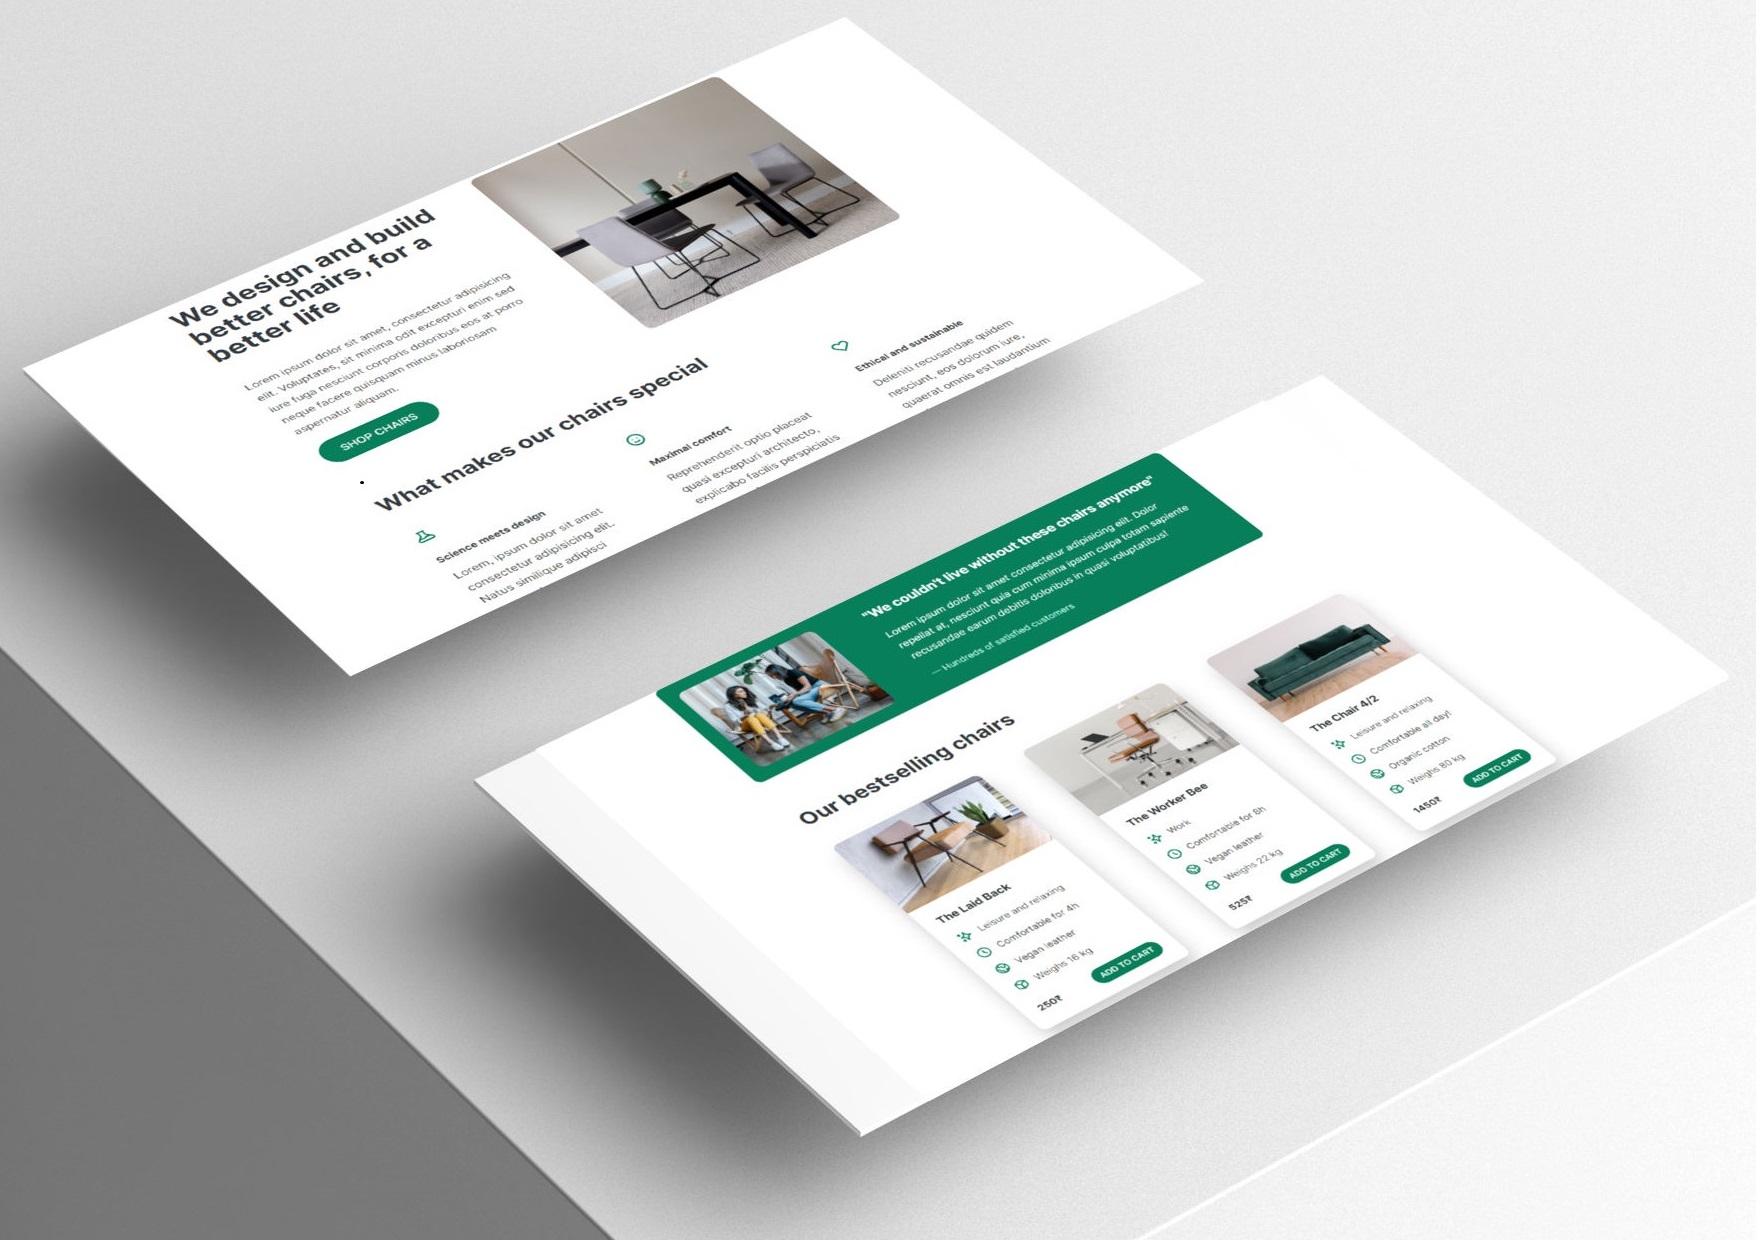 We design and build
better chairs, for a
better life
Lorem ipsum dolor sit amet, consectetur adipisicing
elit. Voluptates, sit minima odit excepturi enim sed
iure fuga nesciunt corporis doloribus eos at porro
neque facere quisquam minus laboriosam
aspernatur aliquam.
SHOP CHAIRS
What makes our chairs special
Science meets design
Lorem, ipsum dolor sit amet
consectetur adipisicing elit.
Natus similique adipisci
Maximal comfort
Reprehenderit optio placeat
quasi excepturi architecto,
explicabo facilis perspiciatis
Ethical and sustainable
Deleniti recusandae quidem
nesciunt, eos dolorum iure,
quaerat omnis est laudantium
"We couldn't live without these chairs anymore"
Lorem ipsum dolor sit amet consectetur adipisicing elit. Dolor
repellat at, nesciunt quia cum minima ipsum culpa totam sapiente
recusandae earum debitis doloribus in quasi voluptatibus!
— Hundreds of satisfied customers
Our bestselling chairs
The Laid Back
Leisure and relaxing
Comfortable for 4h
Vegan leather
Weighs 16 kg
250₹
ADD TO CART
The Worker Bee
Work
Comfortable for 8h
Vegan leather
Weighs 22 kg
525₹
ADD TO CART
The Chair 4/2
Leisure and relaxing
Comfortable all day!
Organic cotton
Weighs 80 kg
1450₹
ADD TO CART